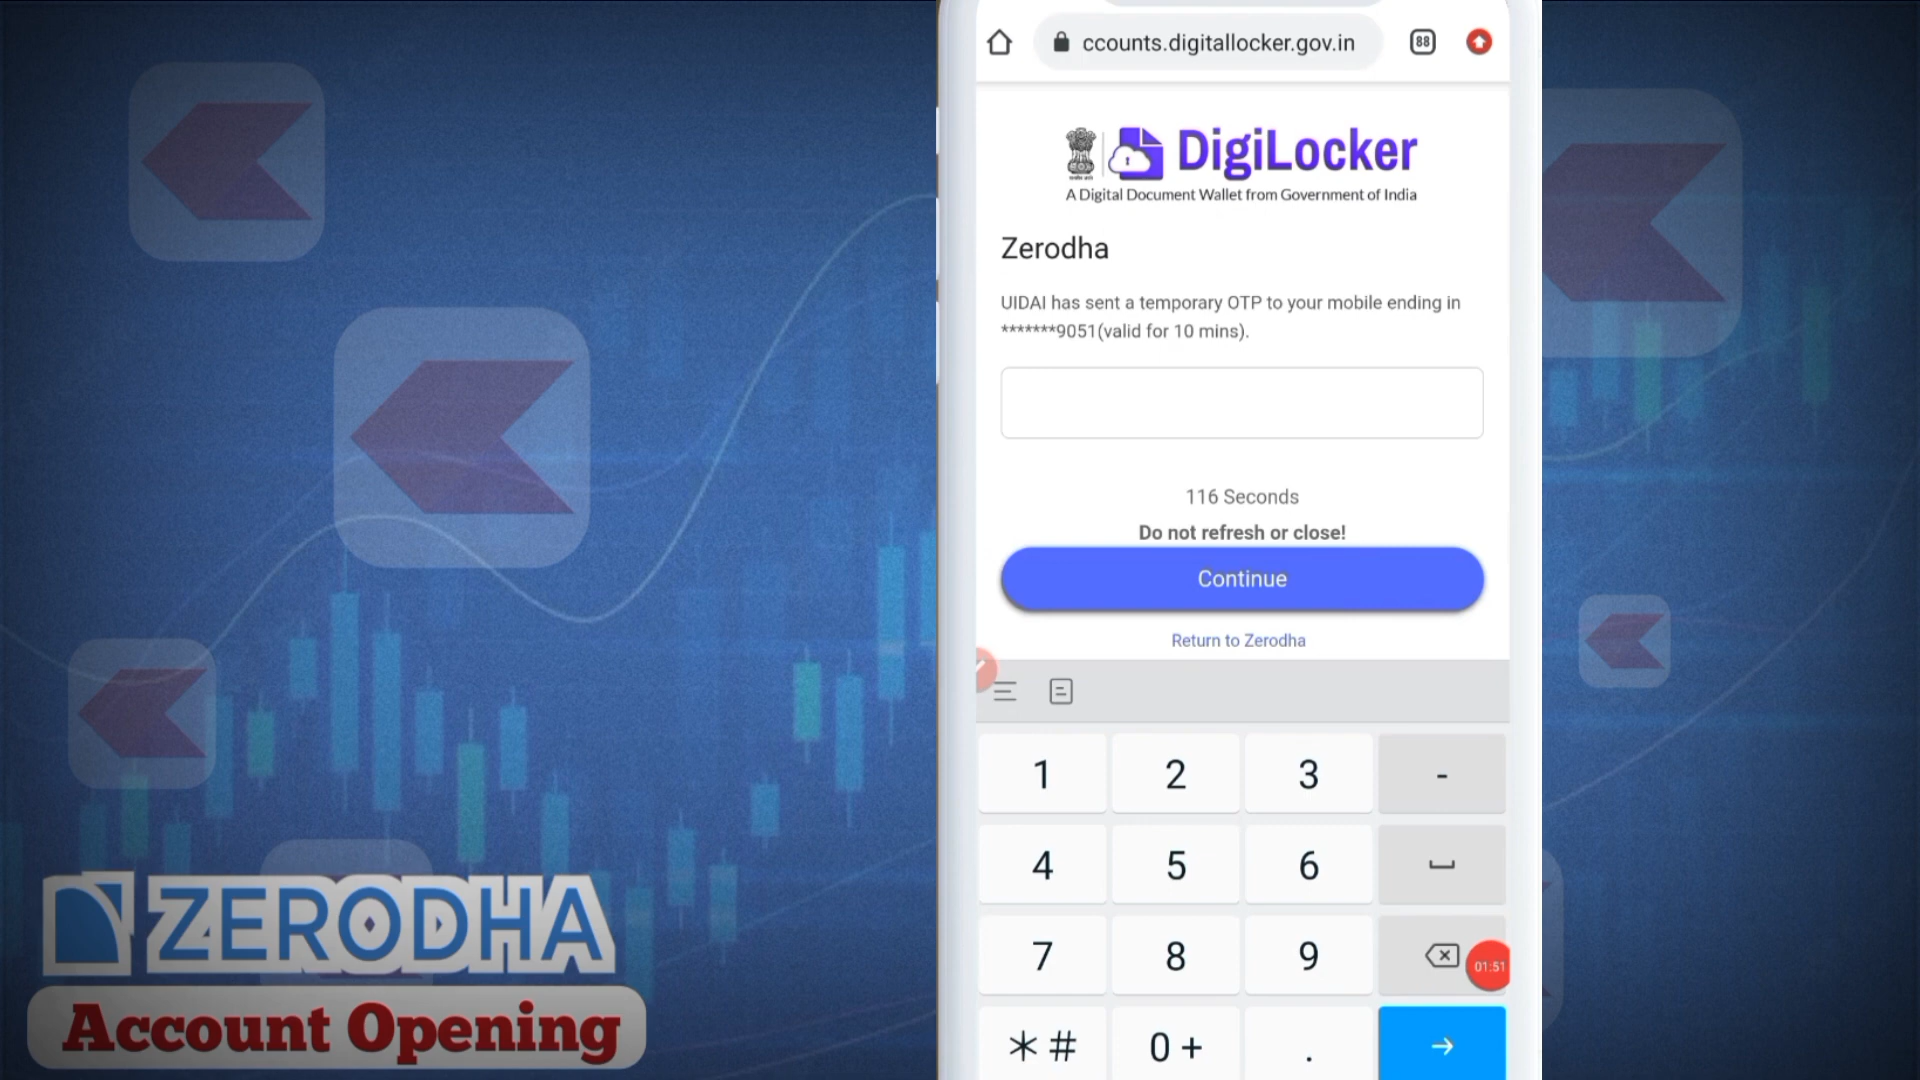 ccounts.digitallocker.gov.in
88
DigiLocker
A Digital Document Wallet from Government of India
Zerodha
UIDAI has sent a temporary OTP to your mobile ending in
*******9051(valid for 10 mins).
116 Seconds
Do not refresh or close!
Continue
Return to Zerodha
1 2 3 -
4 5 6
7 8 9
01:51
* # 0 + .
ZERODHA
Account Opening